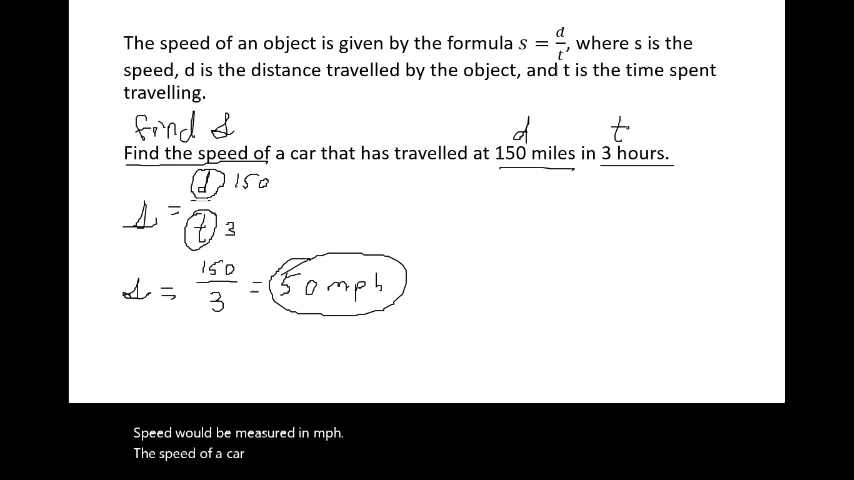 The speed of an object is given by the formula s = d/t, where s is the
speed, d is the distance travelled by the object, and t is the time spent
travelling.
find s
d t
Find the speed of a car that has travelled at 150 miles in 3 hours.
s = d/t 150 3
s = 150/3 = 50 mph
Speed would be measured in mph.
The speed of a car